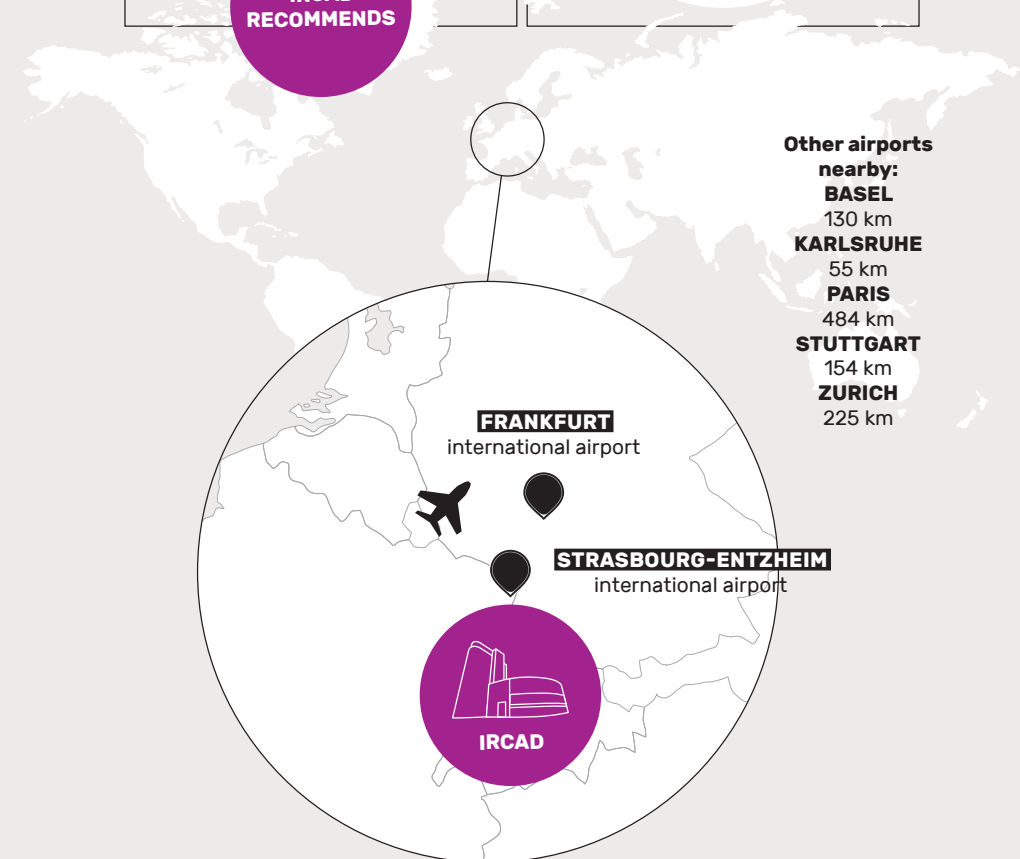 RECOMMENDS
Other airports
nearby:
BASEL
130 km
KARLSRUHE
55 km
PARIS
484 km
STUTTGART
154 km
ZURICH
225 km
FRANKFURT
international airport
STRASBOURG-ENTZHEIM
international airport
IRCAD